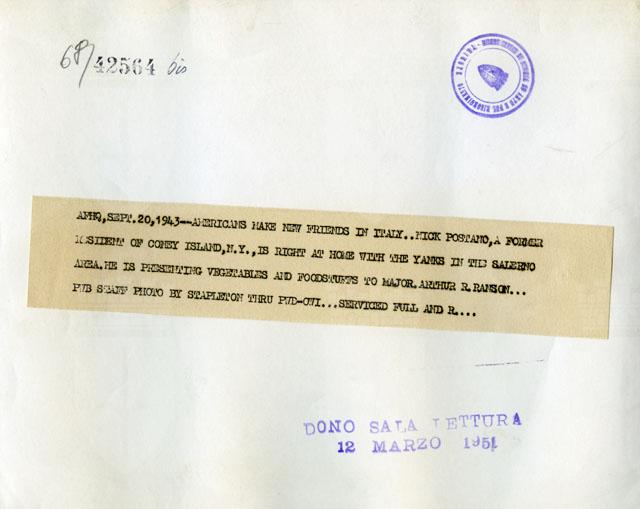 68/42564 bis
AFHQ,SEPT.20,1943--AMERICANS MAKE NEW FRIENDS IN ITALY..NICK POSTANO,A FORMER
RESIDENT OF CONEY ISLAND,N.Y.,IS RIGHT AT HOME WITH THE YANKS IN THE SALERNO
AREA.HE IS PRESENTING VEGETABLES AND FOODSTUFFS TO MAJOR.ARTHUR R.RANSON...
PWB STAFF PHOTO BY STAPLETON THRU PWD-OWI...SERVICED FULL AND R....
DONO SALA LETTURA
12 MARZO 1951